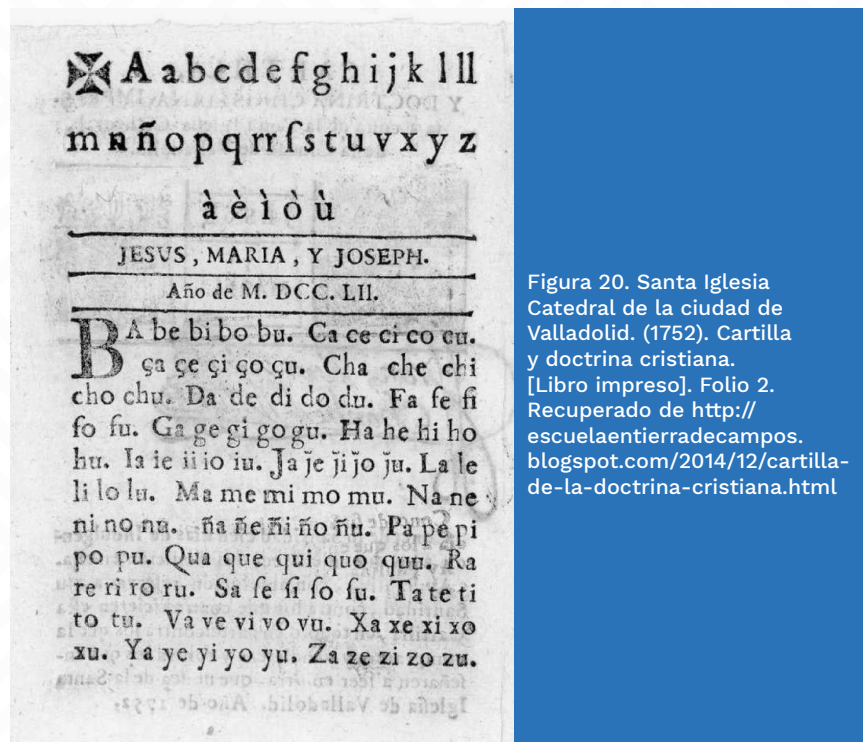 ✠ A a b c d e f g h i j k l ll
m n ñ o p q rr ſ s t u v x y z
à è ì ò ù
JESVS, MARIA, Y JOSEPH.
Año de M. DCC. LII.
BA be bi bo bu. Ca ce ci co cu.
ça çe çi ço çu. Cha che chi
cho chu. Da de di do du. Fa fe fi
fo fu. Ga ge gi go gu. Ha he hi ho
hu. Ia ie ii io iu. Ja je ji jo ju. La le
li lo lu. Ma me mi mo mu. Na ne
ni no nu. ña ñe ñi ño ñu. Pa pe pi
po pu. Qua que qui quo quu. Ra
re ri ro ru. Sa ſe ſi ſo ſu. Ta te ti
to tu. Va ve vi vo vu. Xa xe xi xo
xu. Ya ye yi yo yu. Za ze zi zo zu.
Figura 20. Santa Iglesia
Catedral de la ciudad de
Valladolid. (1752). Cartilla
y doctrina cristiana.
[Libro impreso]. Folio 2.
Recuperado de http://
escuelaentierradecampos.
blogspot.com/2014/12/cartilla-
de-la-doctrina-cristiana.html